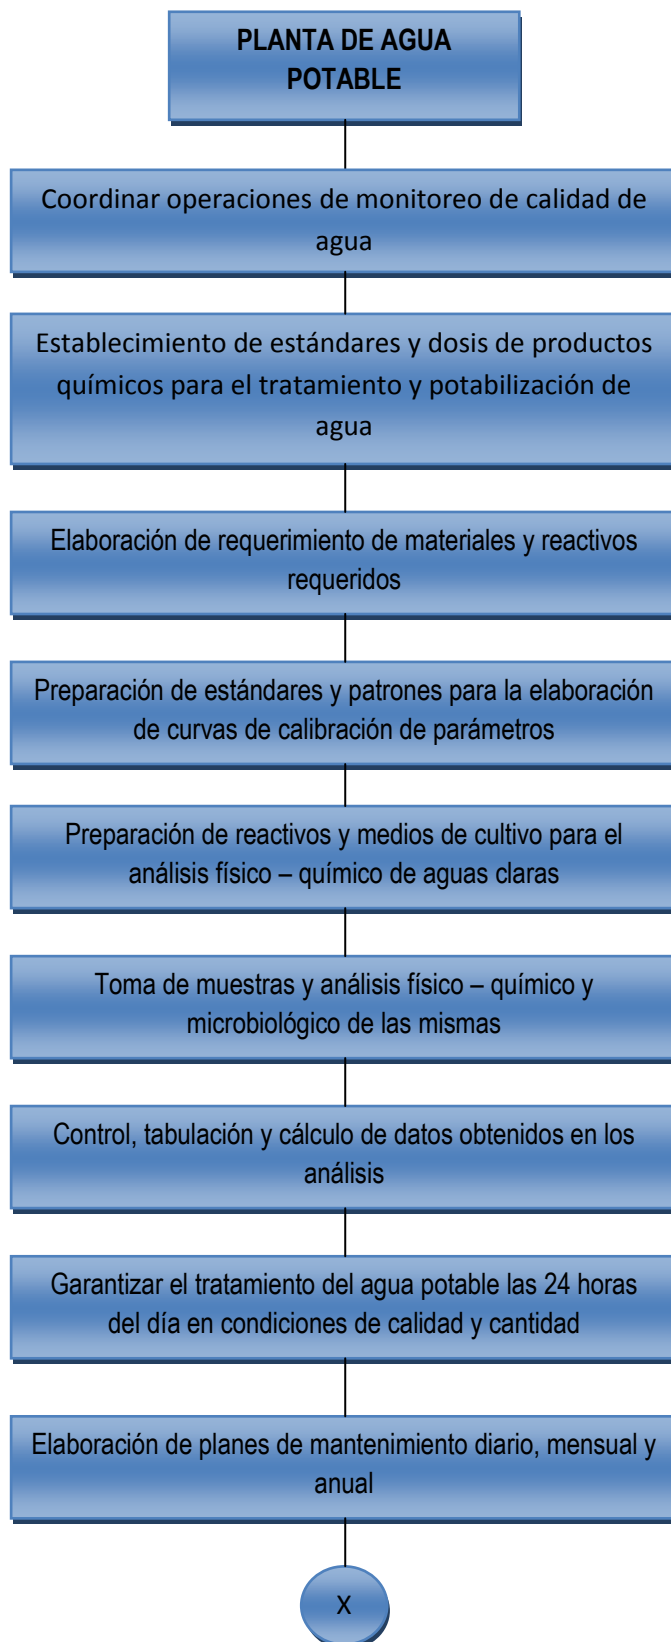 PLANTA DE AGUA
POTABLE
Coordinar operaciones de monitoreo de calidad de
agua
Establecimiento de estándares y dosis de productos
químicos para el tratamiento y potabilización de
agua
Elaboración de requerimiento de materiales y reactivos
requeridos
Preparación de estándares y patrones para la elaboración
de curvas de calibración de parámetros
Preparación de reactivos y medios de cultivo para el
análisis físico – químico de aguas claras
Toma de muestras y análisis físico – químico y
microbiológico de las mismas
Control, tabulación y cálculo de datos obtenidos en los
análisis
Garantizar el tratamiento del agua potable las 24 horas
del día en condiciones de calidad y cantidad
Elaboración de planes de mantenimiento diario, mensual y
anual
X